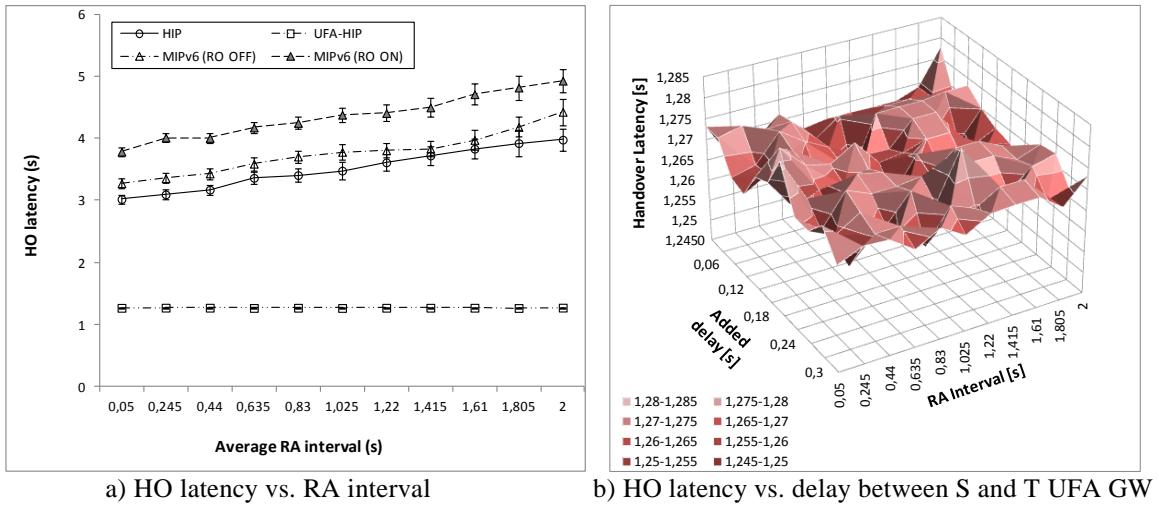 6
5
4
3
2
1
0
HO latency (s)
HIP
UFA-HIP
MIPv6 (RO OFF)
MIPv6 (RO ON)
0,05 0,245 0,44 0,635 0,83 1,025 1,22 1,415 1,61 1,805 2
Average RA interval (s)
a) HO latency vs. RA interval
Handover Latency [s]
1,285
1,28
1,275
1,27
1,265
1,26
1,255
1,25
1,2450
0,06
0,12
0,18
0,24
0,3
Added
delay [s]
0,05
0,245
0,44
0,635
0,83
1,025
1,22
1,415
1,61
1,805
2
RA Interval [s]
1,28-1,285 1,275-1,28
1,27-1,275 1,265-1,27
1,26-1,265 1,255-1,26
1,25-1,255 1,245-1,25
b) HO latency vs. delay between S and T UFA GW